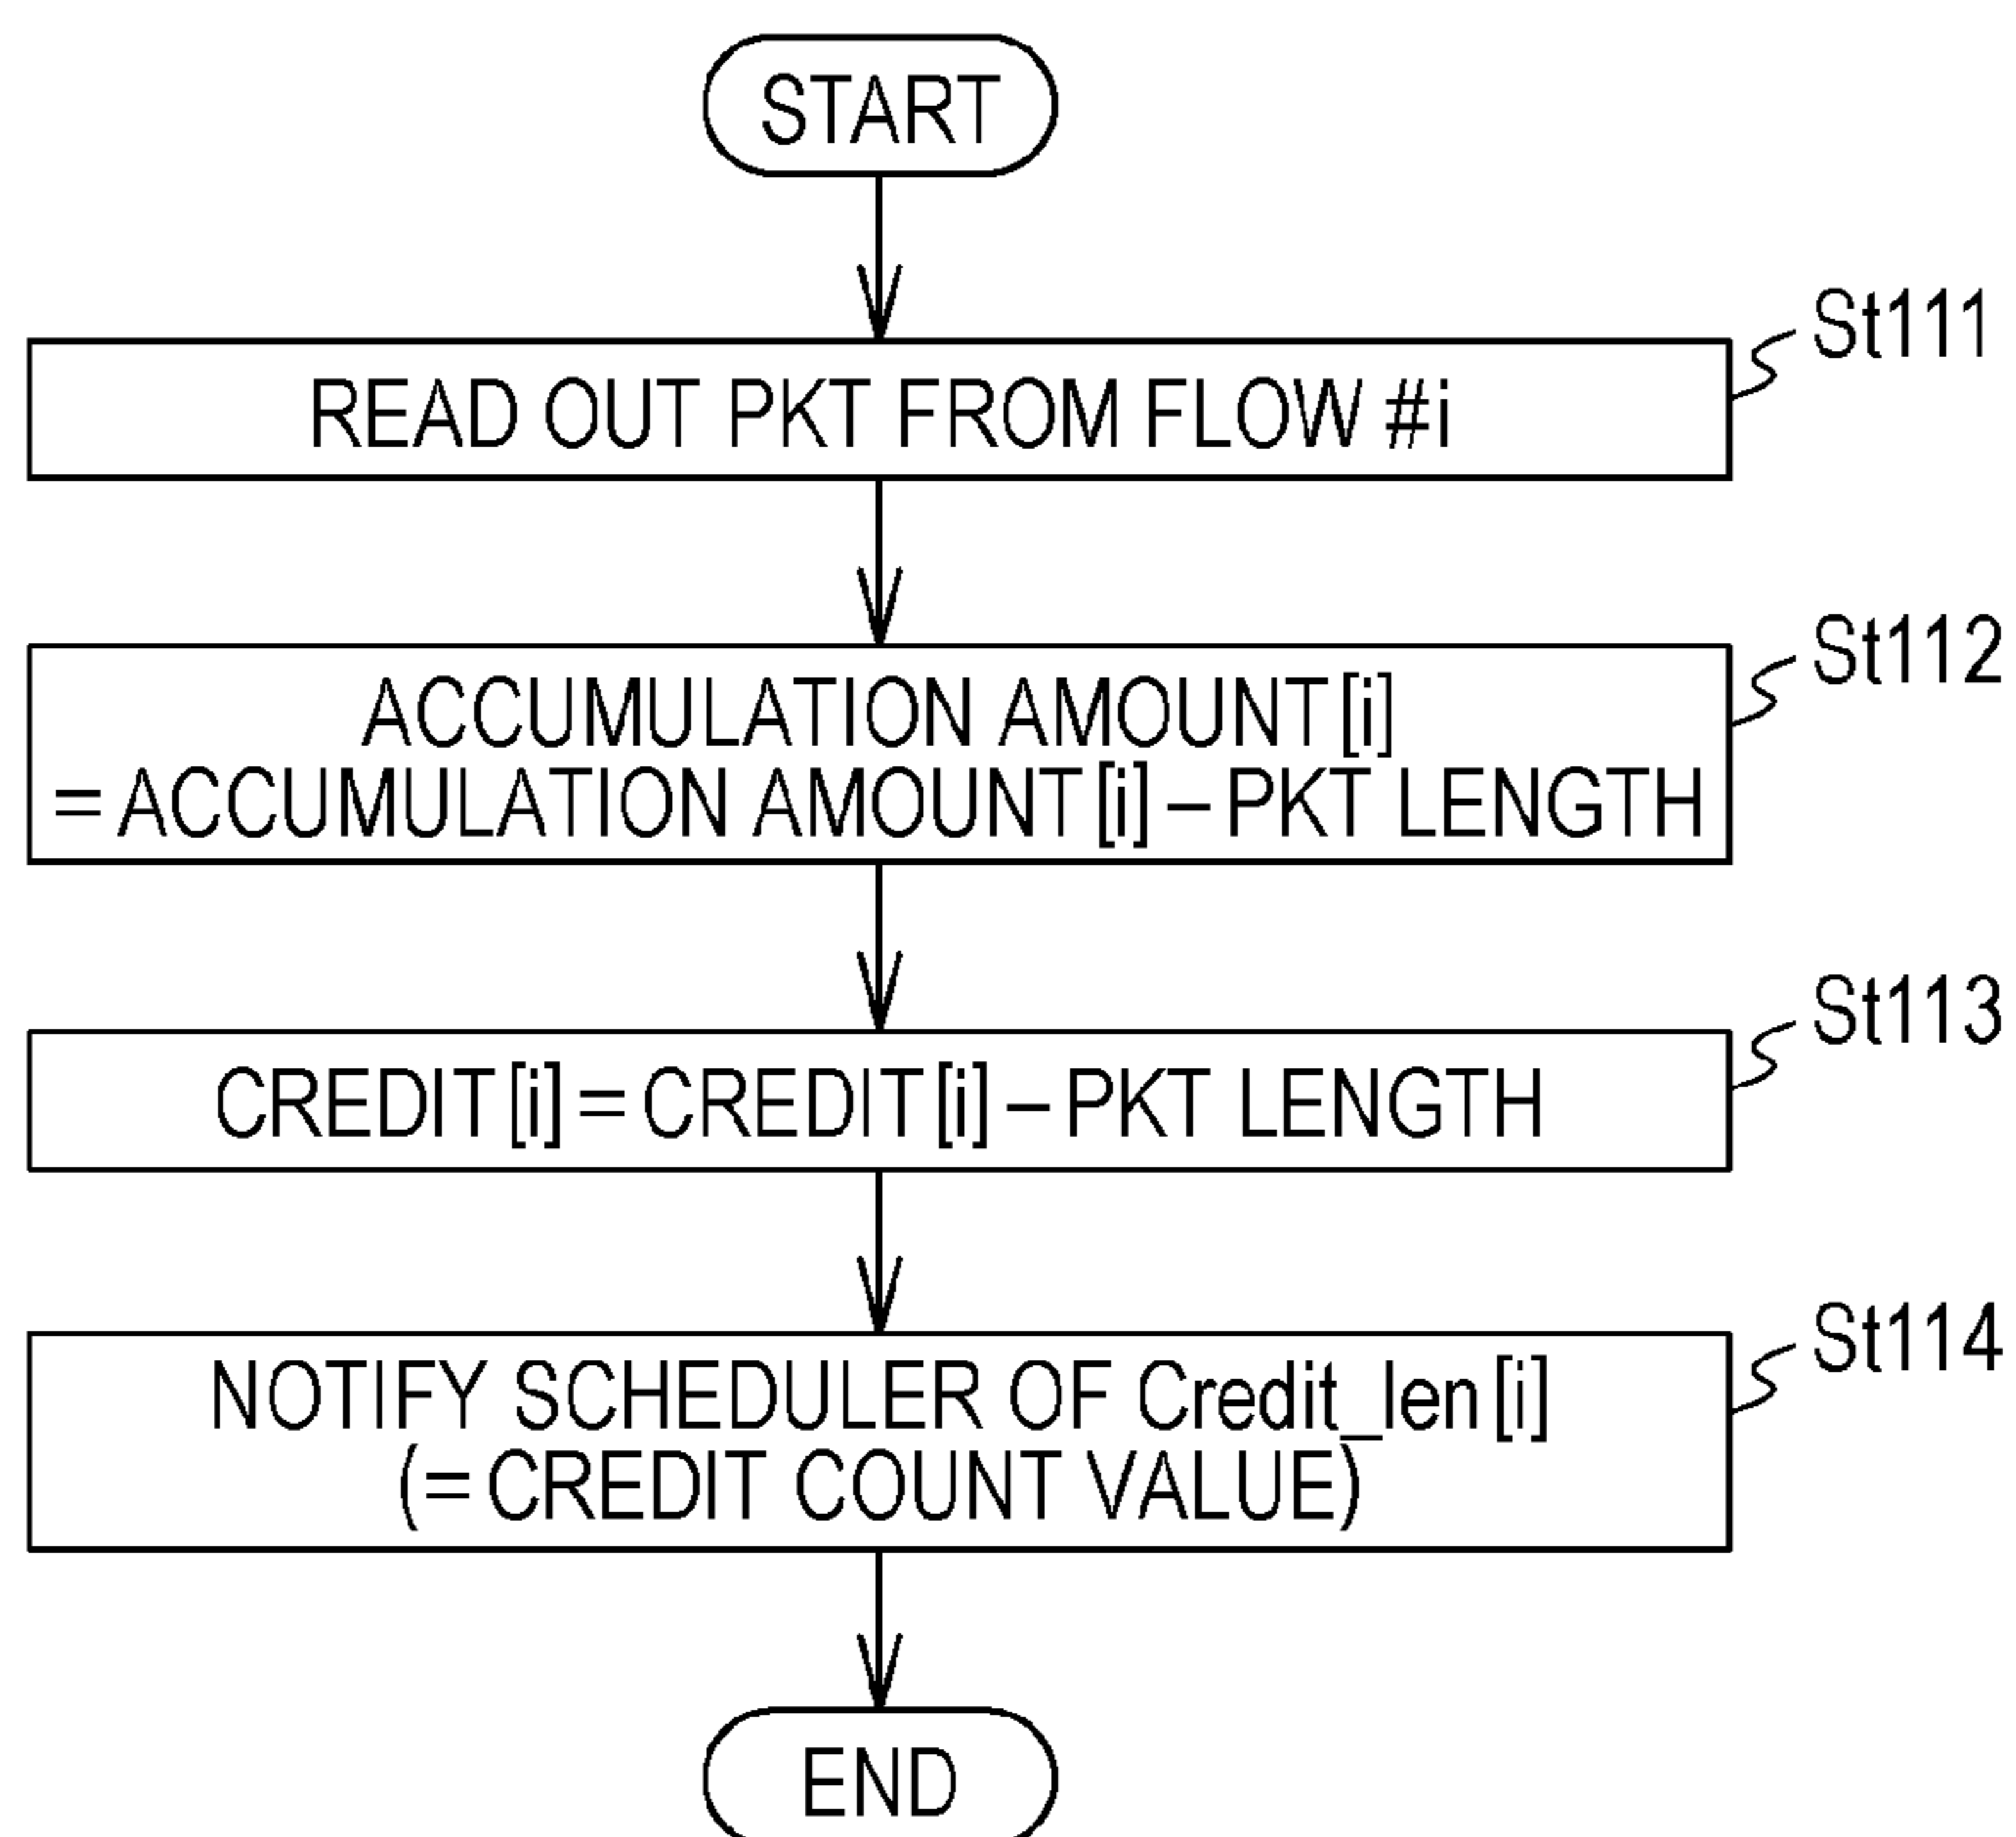 START
St111
READ OUT PKT FROM FLOW #i
St112
ACCUMULATION AMOUNT[i]
= ACCUMULATION AMOUNT[i] – PKT LENGTH
St113
CREDIT[i] = CREDIT[i] – PKT LENGTH
St114
NOTIFY SCHEDULER OF Credit_len[i]
(= CREDIT COUNT VALUE)
END